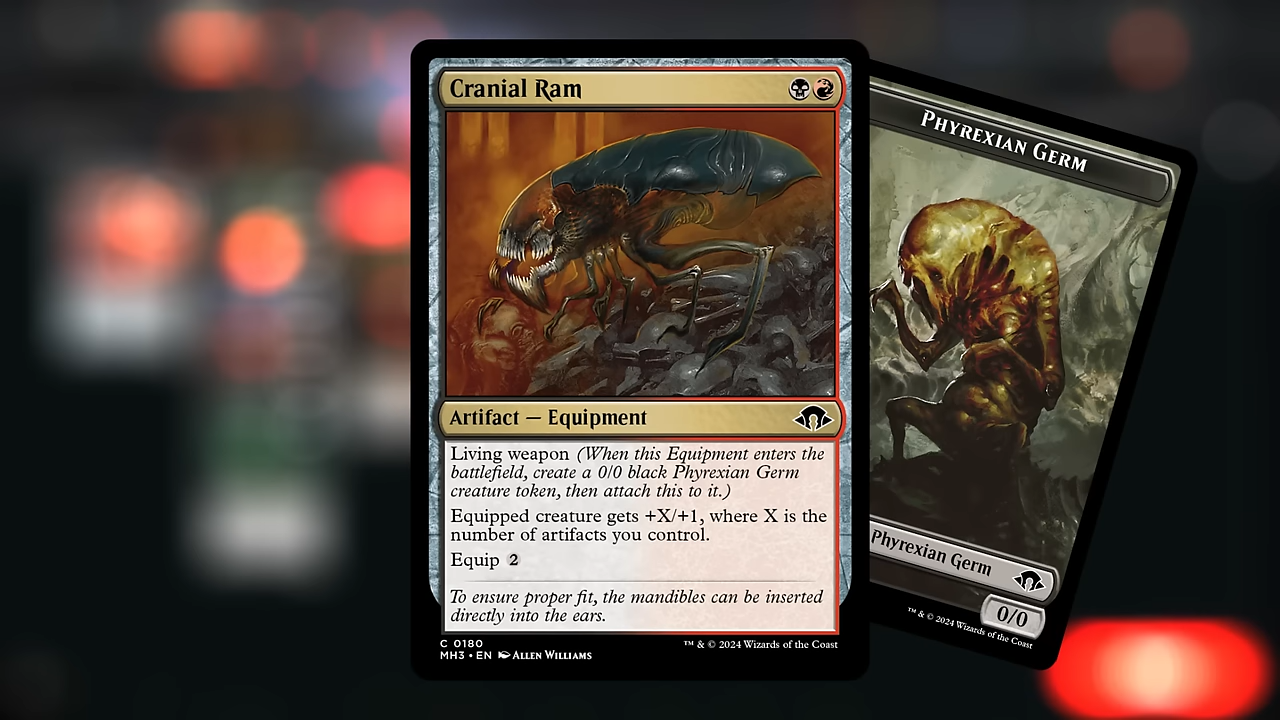 Cranial Ram
Artifact — Equipment
Living weapon (When this Equipment enters the
battlefield, create a 0/0 black Phyrexian Germ
creature token, then attach this to it.)
Equipped creature gets +X/+1, where X is the
number of artifacts you control.
Equip 2
To ensure proper fit, the mandibles can be inserted
directly into the ears.
C 0180
MH3 • EN ALLEN WILLIAMS
™ & © 2024 Wizards of the Coast
PHYREXIAN GERM
Phyrexian Germ
0/0
™ & © 2024 Wizards of the Coast